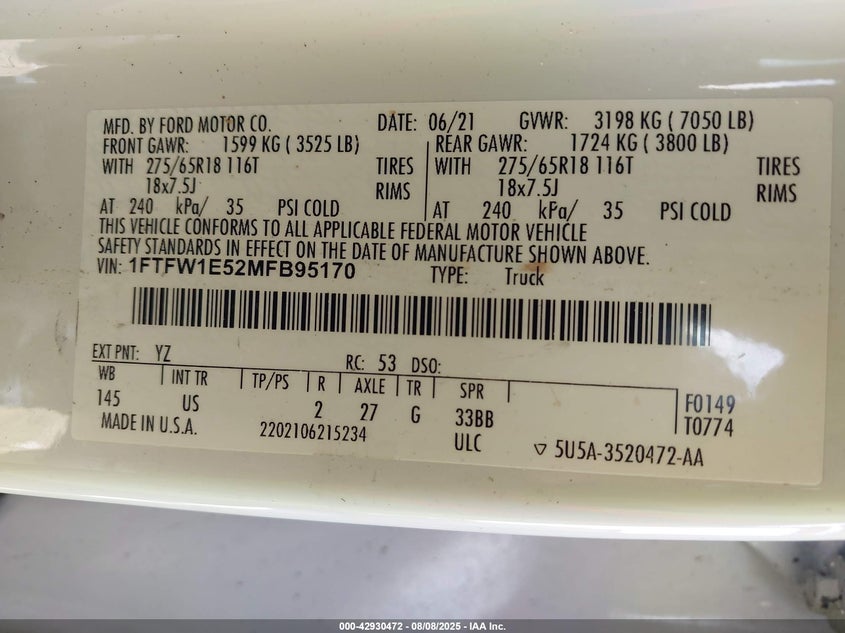 MFD. BY FORD MOTOR CO. DATE: 06/21 GVWR: 3198 KG ( 7050 LB)
FRONT GAWR: 1599 KG ( 3525 LB) REAR GAWR: 1724 KG ( 3800 LB)
WITH 275/65R18 116T TIRES WITH 275/65R18 116T TIRES
18x7.5J RIMS 18x7.5J RIMS
AT 240 kPa/ 35 PSI COLD AT 240 kPa/ 35 PSI COLD
THIS VEHICLE CONFORMS TO ALL APPLICABLE FEDERAL MOTOR VEHICLE
SAFETY STANDARDS IN EFFECT ON THE DATE OF MANUFACTURE SHOWN ABOVE.
VIN: 1FTFW1E52MFB95170 TYPE: Truck
EXT PNT: YZ RC: 53 DSO:
WB INT TR TP/PS R AXLE TR SPR
145 US 2 27 G 33BB F0149
MADE IN U.S.A. 2202106215234 ULC T0774
5U5A-3520472-AA
000-42930472 - 08/08/2025 - IAA Inc.